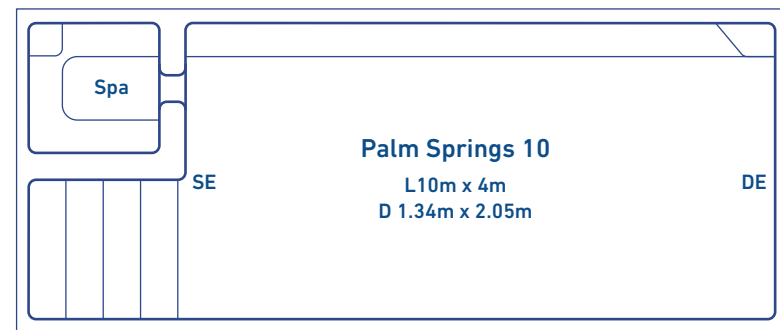 Spa
Palm Springs 10
SE
L10m x 4m
DE
D 1.34m x 2.05m